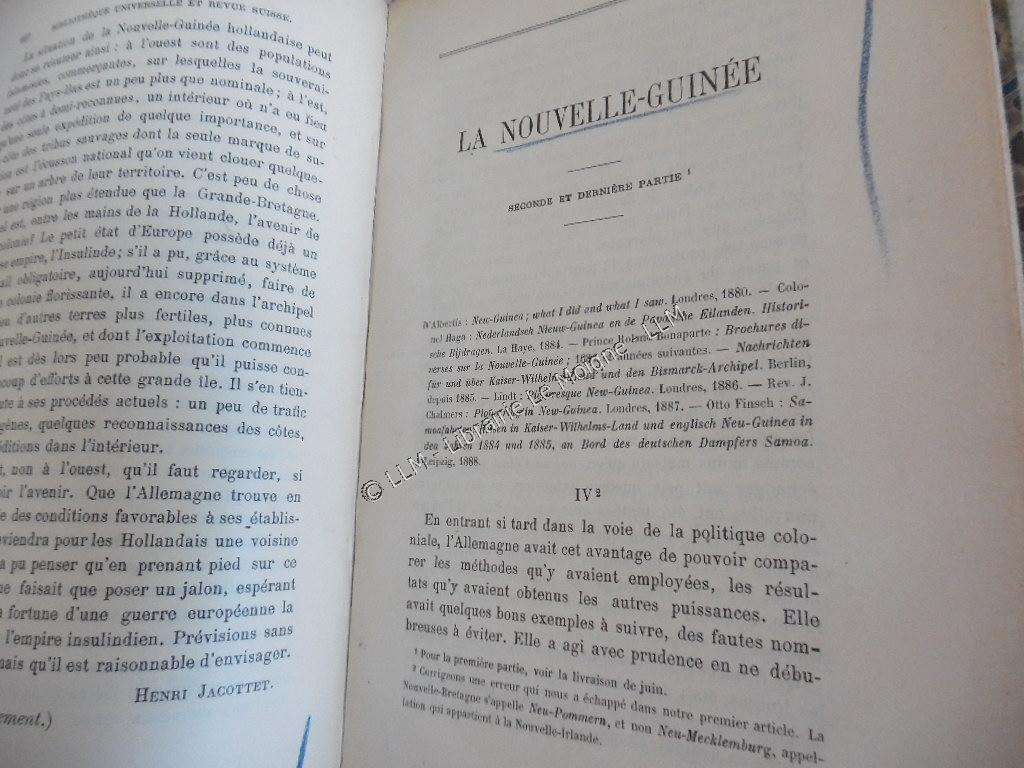 BIBLIOTHÈQUE UNIVERSELLE ET REVUE SUISSE.
La situation de la Nouvelle-Guinée hollandaise peut
se résumer ainsi : à l'ouest sont des populations
islamisées, commerçantes, sur lesquelles la souverai-
des Pays-Bas est un peu plus que nominale ; à l'est,
des côtes à demi-reconnues, un intérieur où n'a eu lieu
qu'une seule expédition de quelque importance, et sur
côte des tribus sauvages dont la seule marque de su-
est l'écusson national qu'on vient clouer quelque-
sur un arbre de leur territoire. C'est peu de chose
une région plus étendue que la Grande-Bretagne.
est, entre les mains de la Hollande, l'avenir de
Le petit état d'Europe possède déjà un
empire, l'Insulinde ; s'il a pu, grâce au système
obligatoire, aujourd'hui supprimé, faire de
colonie florissante, il a encore dans l'archipel
d'autres terres plus fertiles, plus connues
et dont l'exploitation commence
est dès lors peu probable qu'il puisse con-
d'efforts à cette grande île. Il s'en tien-
à ses procédés actuels : un peu de trafic
quelques reconnaissances des côtes,
dans l'intérieur.
non à l'ouest, qu'il faut regarder, si
l'avenir. Que l'Allemagne trouve en
des conditions favorables à ses établis-
pour les Hollandais une voisine
a pu penser qu'en prenant pied sur ce
ne faisait que poser un jalon, espérant
fortune d'une guerre européenne la
l'empire insulindien. Prévisions sans
mais qu'il est raisonnable d'envisager.
HENRI JACOTTET.
LA NOUVELLE-GUINÉE
SECONDE ET DERNIÈRE PARTIE ¹
D'Albertis : New-Guinea ; what I did and what I saw. Londres, 1880. — Colo-
nel Haga : Nederlandsch Nieuw-Guinea en de Papoesche Eilanden. Histori-
sche Bijdragen. La Haye, 1884. — Prince Roland Bonaparte : Brochures di-
verses sur la Nouvelle-Guinée ; années suivantes. — Nachrichten
für und über Kaiser-Wilhelmsland und den Bismarck-Archipel. Berlin,
depuis 1885. — Lindt : Picturesque New-Guinea. Londres, 1886. — Rev. J.
Chalmers : in New-Guinea. Londres, 1887. — Otto Finsch : Sa-
moafahrten. Reisen in Kaiser-Wilhelms-Land und englisch Neu-Guinea in
den Jahren 1884 und 1885, an Bord des deutschen Dampfers Samoa.
Leipzig, 1888.
IV ²
En entrant si tard dans la voie de la politique colo-
niale, l'Allemagne avait cet avantage de pouvoir compa-
rer les méthodes qu'y avaient employées, les résul-
tats qu'y avaient obtenus les autres puissances. Elle
avait quelques bons exemples à suivre, des fautes nom-
breuses à éviter. Elle a agi avec prudence en ne débu-
¹ Pour la première partie, voir la livraison de juin.
² Corrigeons une erreur qui nous a échappé dans notre premier article. La
Nouvelle-Bretagne s'appelle Neu-Pommern, et non Neu-Mecklemburg, appel-
lation qui appartient à la Nouvelle-Irlande.
© LLM Librairie Le Molène LLM